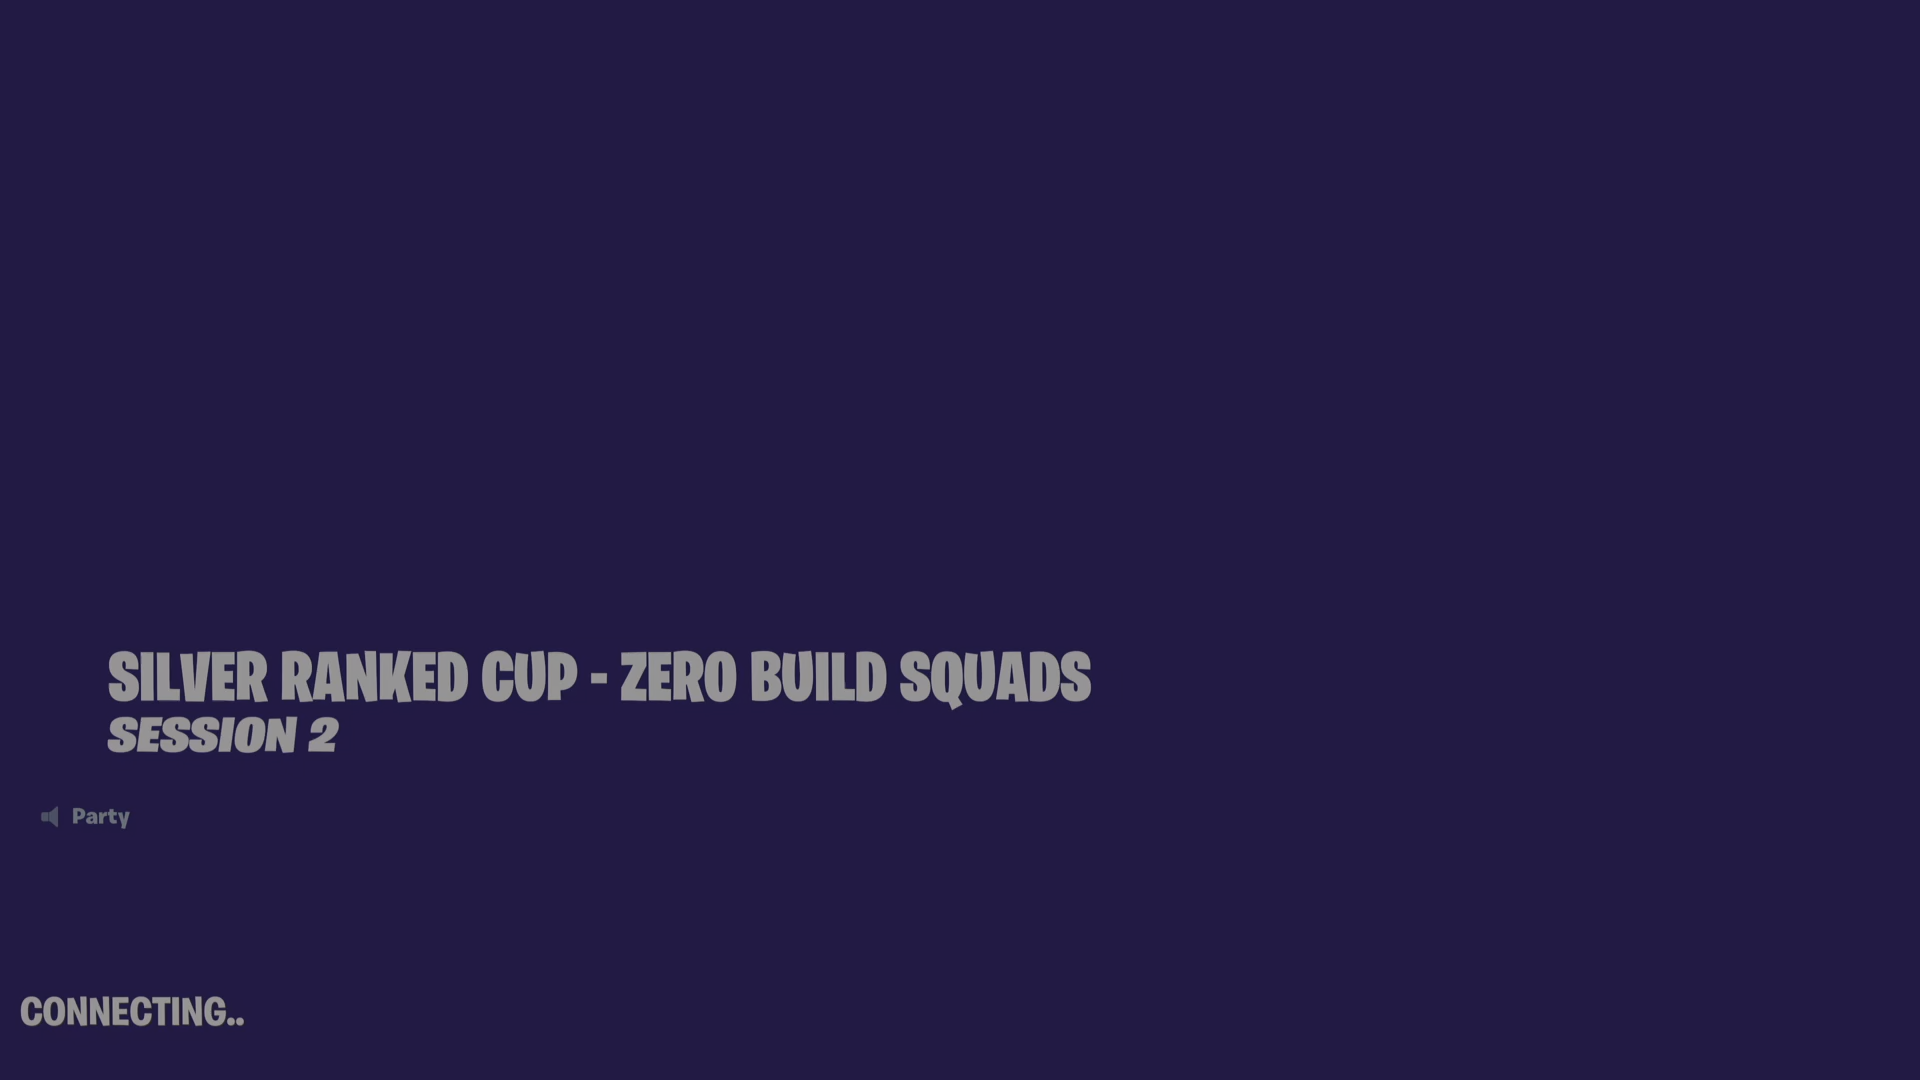 SILVER RANKED CUP - ZERO BUILD SQUADS
SESSION 2
Party
CONNECTING..